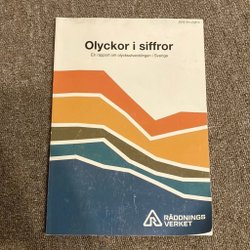 Olyckor i siffror
En rapport om olycksutvecklingen i Sverige
RÄDDNINGS
VERKET